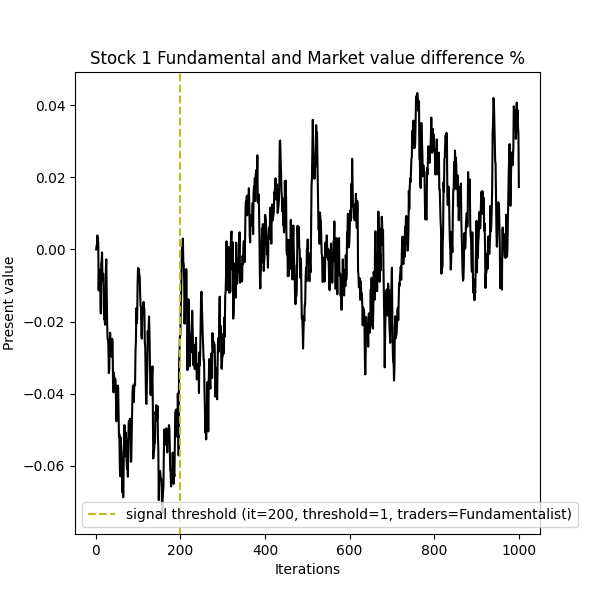 Stock 1 Fundamental and Market value difference %
Present value
0.04
0.02
0.00
−0.02
−0.04
−0.06
signal threshold (it=200, threshold=1, traders=Fundamentalist)
0 200 400 600 800 1000
Iterations